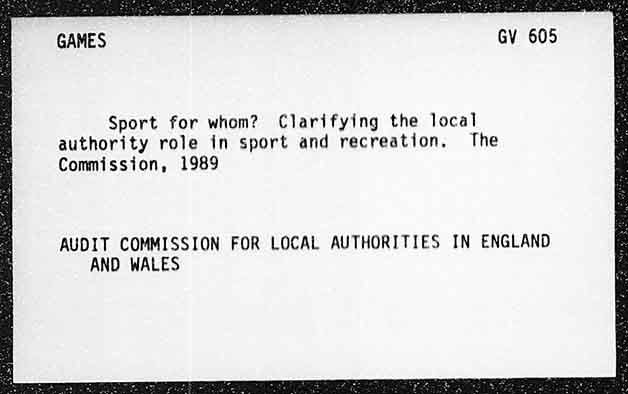 GAMES GV 605
Sport for whom? Clarifying the local
authority role in sport and recreation. The
Commission, 1989
AUDIT COMMISSION FOR LOCAL AUTHORITIES IN ENGLAND
AND WALES